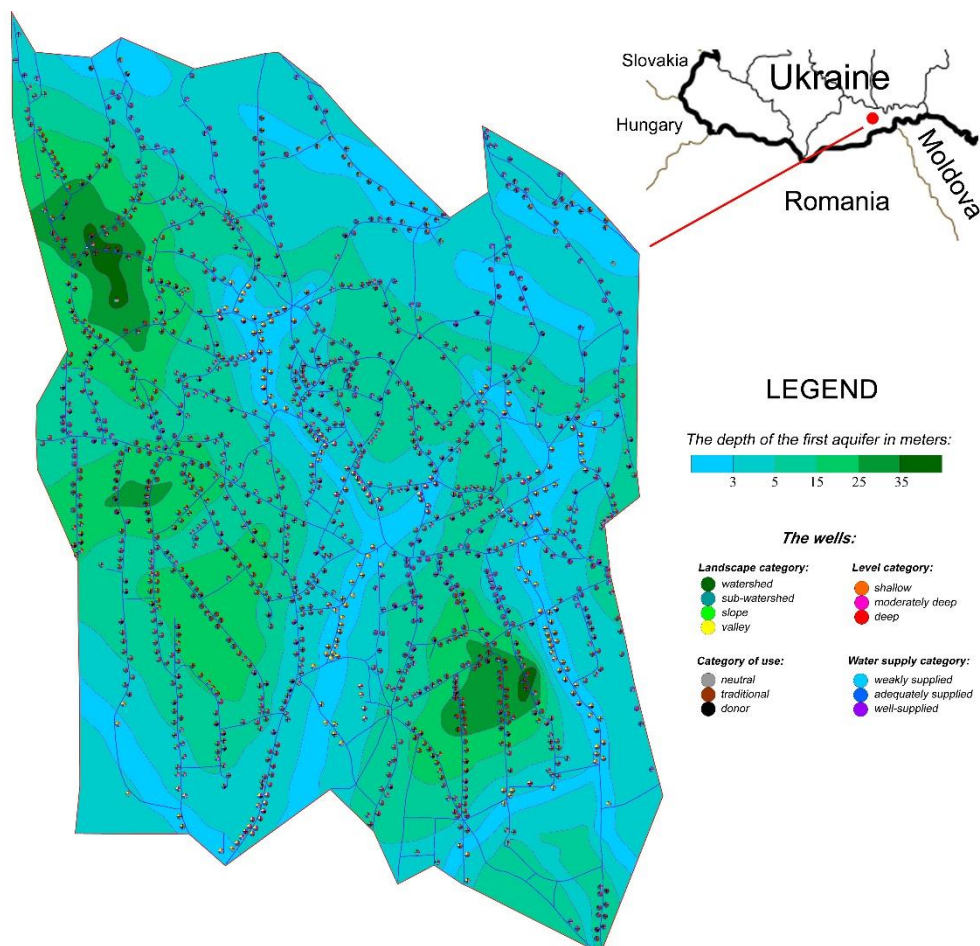 Slovakia
Ukraine
Hungary
Moldova
Romania
LEGEND
The depth of the first aquifer in meters:
3 5 15 25 35
The wells:
Landscape category:
watershed
sub-watershed
slope
valley
Level category:
shallow
moderately deep
deep
Category of use:
neutral
traditional
donor
Water supply category:
weakly supplied
adequately supplied
well-supplied